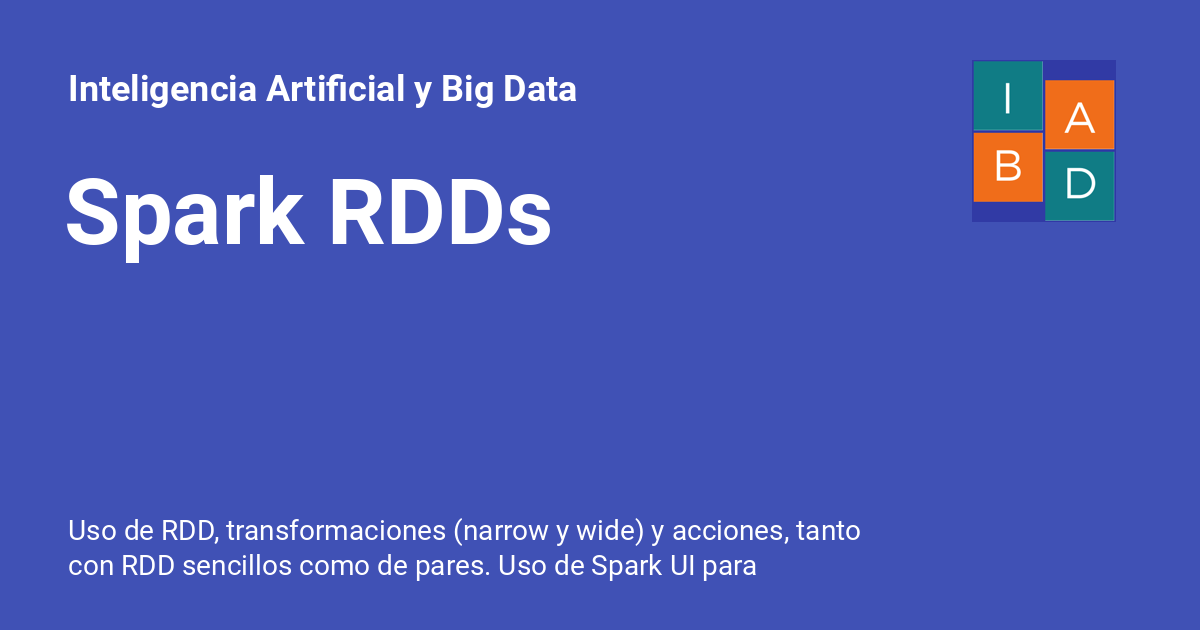 Inteligencia Artificial y Big Data
I
A
B
D
Spark RDDs
Uso de RDD, transformaciones (narrow y wide) y acciones, tanto
con RDD sencillos como de pares. Uso de Spark UI para